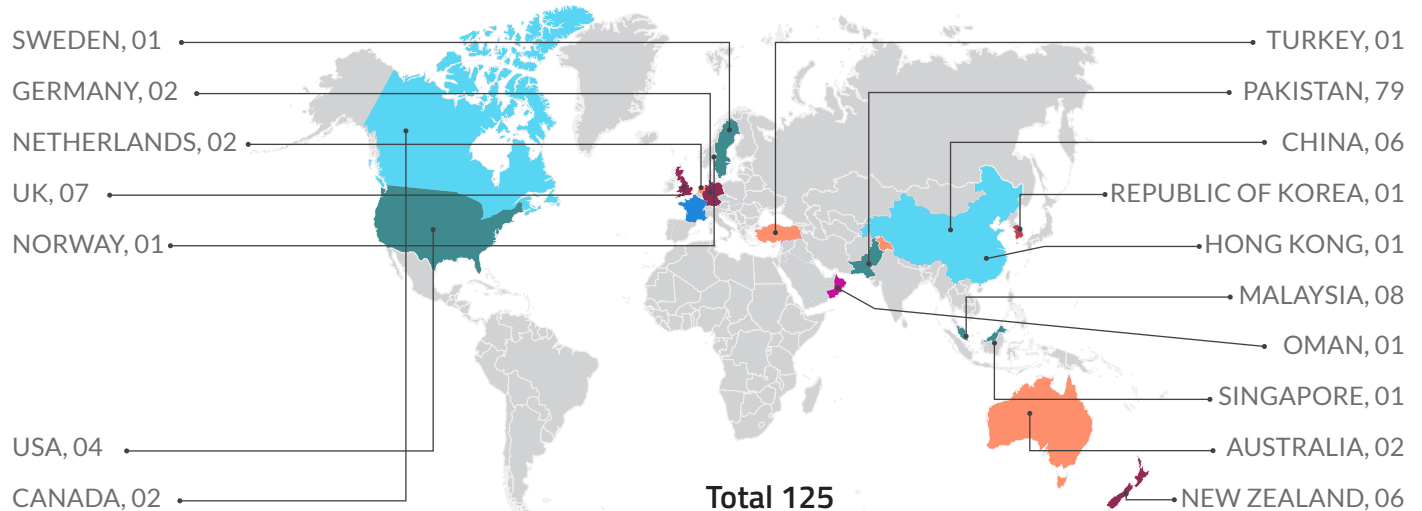 SWEDEN, 01
GERMANY, 02
NETHERLANDS, 02
UK, 07
NORWAY, 01
USA, 04
CANADA, 02
TURKEY, 01
PAKISTAN, 79
CHINA, 06
REPUBLIC OF KOREA, 01
HONG KONG, 01
MALAYSIA, 08
OMAN, 01
SINGAPORE, 01
AUSTRALIA, 02
NEW ZEALAND, 06
Total 125